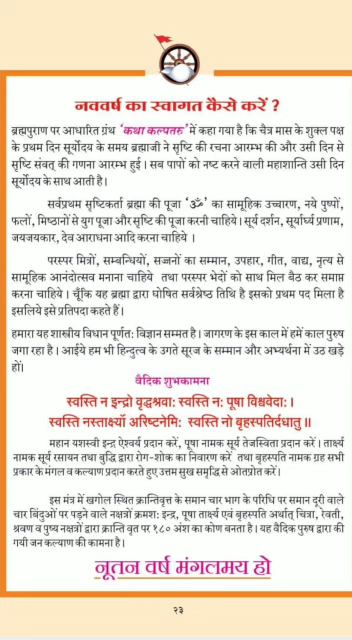 नववर्ष का स्वागत कैसे करें ?
ब्रह्मपुराण पर आधारित ग्रंथ 'कथा कल्पतरु' में कहा गया है कि चैत्र मास के शुक्ल पक्ष
के प्रथम दिन सूर्योदय के समय ब्रह्माजी ने सृष्टि की रचना आरम्भ की और उसी दिन से
सृष्टि संवत् की गणना आरम्भ हुई। सब पापों को नष्ट करने वाली महाशान्ति उसी दिन
सूर्योदय के साथ आती है।
सर्वप्रथम सृष्टिकर्ता ब्रह्मा की पूजा 'ॐ' का सामूहिक उच्चारण, नये पुष्पों,
फलों, मिष्ठानों से युग पूजा और सृष्टि की पूजा करनी चाहिये। सूर्य दर्शन, सूर्यार्घ्य प्रणाम,
जयजयकार, देव आराधना आदि करना चाहिये ।
परस्पर मित्रों, सम्बन्धियों, सज्जनों का सम्मान, उपहार, गीत, वाद्य, नृत्य से
सामूहिक आनंदोत्सव मनाना चाहिये तथा परस्पर भेदों को साथ मिल बैठ कर समाप्त
करना चाहिये । चूँकि यह ब्रह्मा द्वारा घोषित सर्वश्रेष्ठ तिथि है इसको प्रथम पद मिला है
इसलिये इसे प्रतिपदा कहते हैं।
हमारा यह शास्त्रीय विधान पूर्णतः विज्ञान सम्मत है। जागरण के इस काल में हमें काल पुरुष
जगा रहा है। आईये हम भी हिन्दुत्व के उगते सूरज के सम्मान और अभ्यर्थना में उठ खड़े
हों।
वैदिक शुभकामना
स्वस्ति न इन्द्रो वृद्धश्रवाः स्वस्ति नः पूषा विश्ववेदाः ।
स्वस्ति नस्तार्क्ष्यो अरिष्टनेमिः स्वस्ति नो बृहस्पतिर्दधातु ॥
महान यशस्वी इन्द्र ऐश्वर्य प्रदान करें, पूषा नामक सूर्य तेजस्विता प्रदान करें। तार्क्ष्य
नामक सूर्य रसायन तथा बुद्धि द्वारा रोग-शोक का निवारण करें तथा बृहस्पति नामक ग्रह सभी
प्रकार के मंगल व कल्याण प्रदान करते हुए उत्तम सुख समृद्धि से ओतप्रोत करें।
इस मंत्र में खगोल स्थित क्रान्तिवृत्त के समान चार भाग के परिधि पर समान दूरी वाले
चार बिंदुओं पर पड़ने वाले नक्षत्रों क्रमशः इन्द्र, पूषा तार्क्ष्य एवं बृहस्पति अर्थात् चित्रा, रेवती,
श्रवण व पुष्य नक्षत्रों द्वारा क्रान्ति वृत पर १८० अंश का कोण बनता है। यह वैदिक पुरुष द्वारा की
गयी जन कल्याण की कामना है।
नूतन वर्ष मंगलमय हो
२३